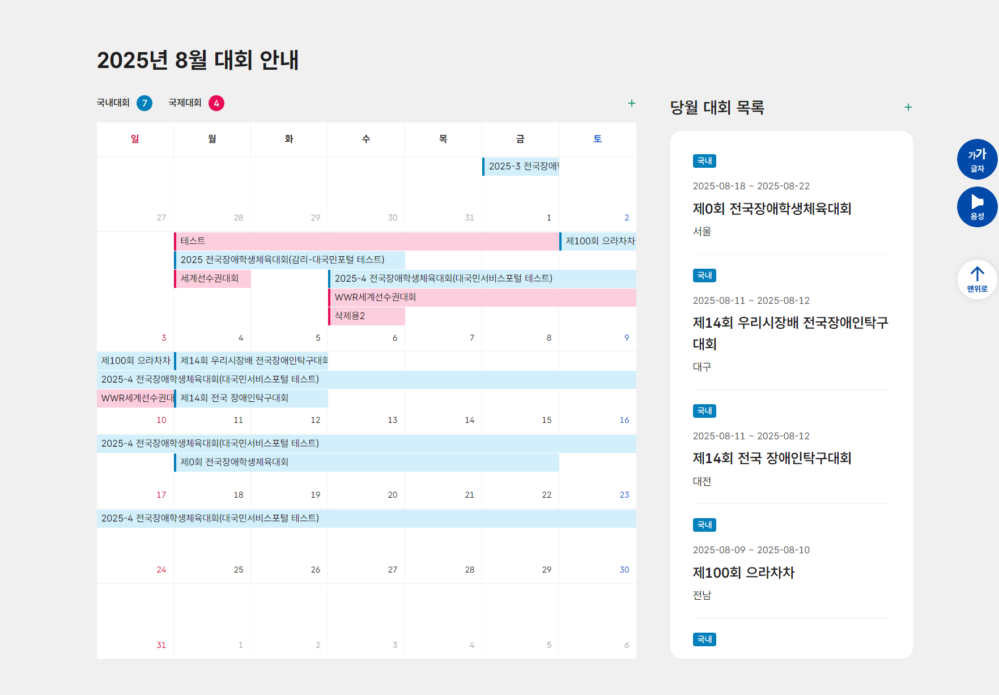 2025년 8월 대회 안내
국내대회 7 국제대회 4 +
일 월 화 수 목 금 토
2025-3 전국장애학
27 28 29 30 31 1 2
테스트 제100회 으라차차
2025 전국장애학생체육대회(감리-대국민포털 테스트)
세계선수권대회 2025-4 전국장애학생체육대회(대국민서비스포털 테스트)
WWR세계선수권대회
삭제용2
3 4 5 6 7 8 9
제100회 으라차차 제14회 우리시장배 전국장애인탁구대회
2025-4 전국장애학생체육대회(대국민서비스포털 테스트)
WWR세계선수권대 제14회 전국 장애인탁구대회
10 11 12 13 14 15 16
2025-4 전국장애학생체육대회(대국민서비스포털 테스트)
제0회 전국장애학생체육대회
17 18 19 20 21 22 23
2025-4 전국장애학생체육대회(대국민서비스포털 테스트)
24 25 26 27 28 29 30
31 1 2 3 4 5 6
당월 대회 목록 +
국내
2025-08-18 ~ 2025-08-22
제0회 전국장애학생체육대회
서울
국내
2025-08-11 ~ 2025-08-12
제14회 우리시장배 전국장애인탁구
대회
대구
국내
2025-08-11 ~ 2025-08-12
제14회 전국 장애인탁구대회
대전
국내
2025-08-09 ~ 2025-08-10
제100회 으라차차
전남
국내
가가
글자
음성
맨위로